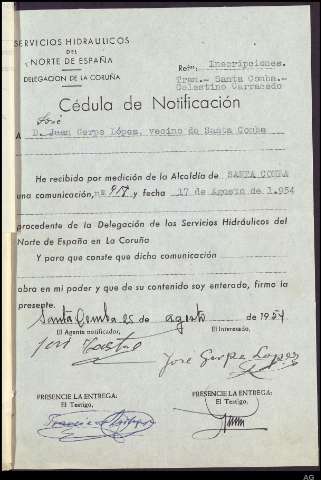 SERVICIOS HIDRAULICOS
DEL
NORTE DE ESPAÑA
DELEGACION DE LA CORUÑA
Refª: Inscripciones.
Tres.- Santa Comba.-
Celestino Carracedo
Cédula de Notificación
José
A D. Juan Gerpe López, vecino de Santa Comba
He recibido por medición de la Alcaldía de SANTA COMBA
una comunicación, nº 817 y fecha 17 de Agosto de 1.954
procedente de la Delegación de los Servicios Hidráulicos del
Norte de España en La Coruña
Y para que conste que dicha comunicación
obra en mi poder y que de su contenido soy enterado, firmo la
presente.
Santa Comba 25 de agosto de 1954
El Agente notificador, El Interesado,
José Gerpe Lopez
PRESENCIE LA ENTREGA: PRESENCIE LA ENTREGA:
El Testigo, El Testigo,
AG